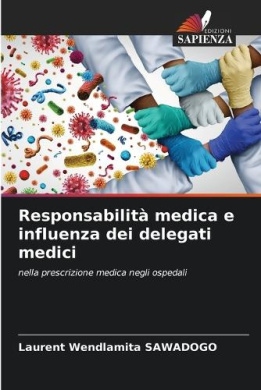 EDIZIONI
SAPIENZA
Responsabilità medica e
influenza dei delegati
medici
nella prescrizione medica negli ospedali
Laurent Wendlamita SAWADOGO